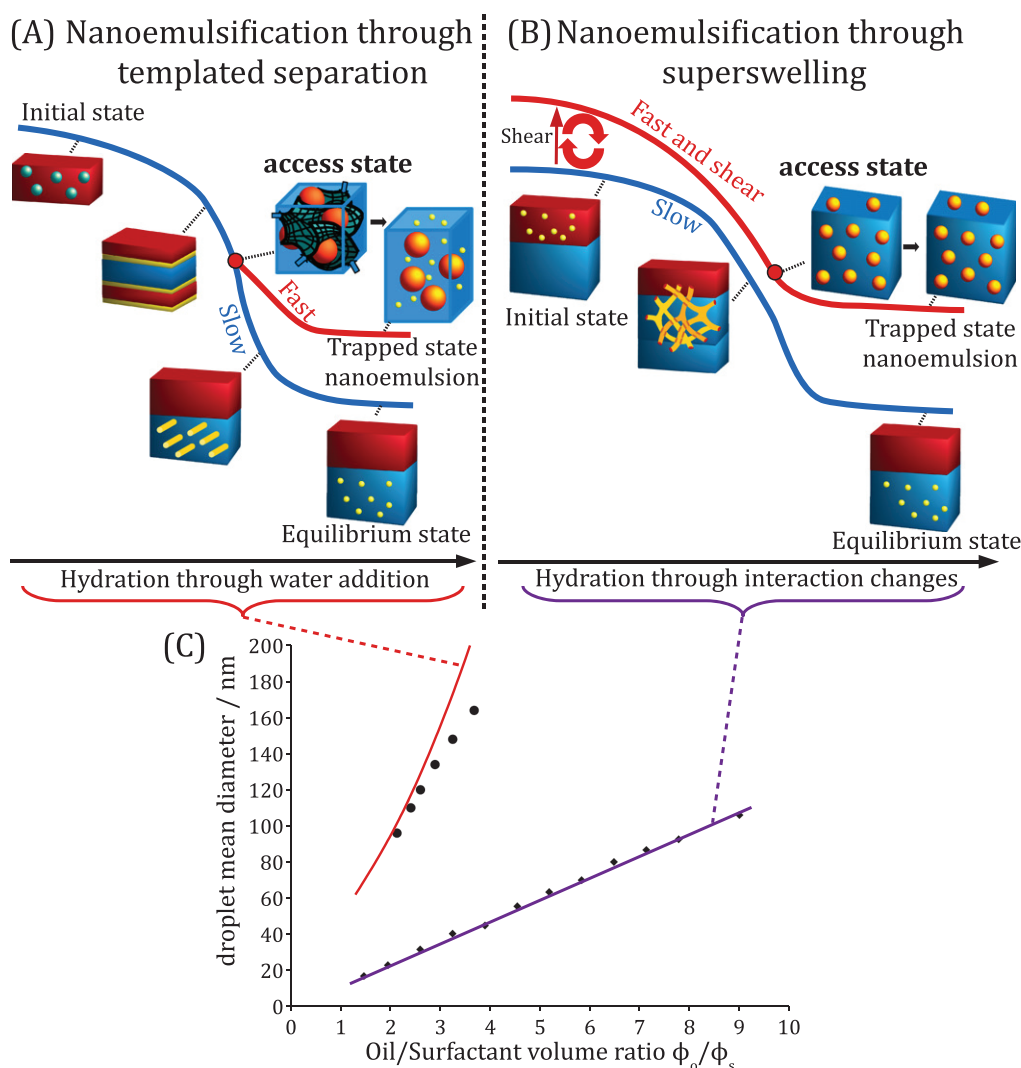 (A) Nanoemulsification through
templated separation
Initial state
access state
Fast
Slow
Trapped state
nanoemulsion
Equilibrium state
Hydration through water addition
(B) Nanoemulsification through
superswelling
Shear
Fast and shear
Slow
access state
Initial state
Trapped state
nanoemulsion
Equilibrium state
Hydration through interaction changes
(C)
droplet mean diameter / nm
200
180
160
140
120
100
80
60
40
20
0
0 1 2 3 4 5 6 7 8 9 10
Oil/Surfactant volume ratio ϕo/ϕs